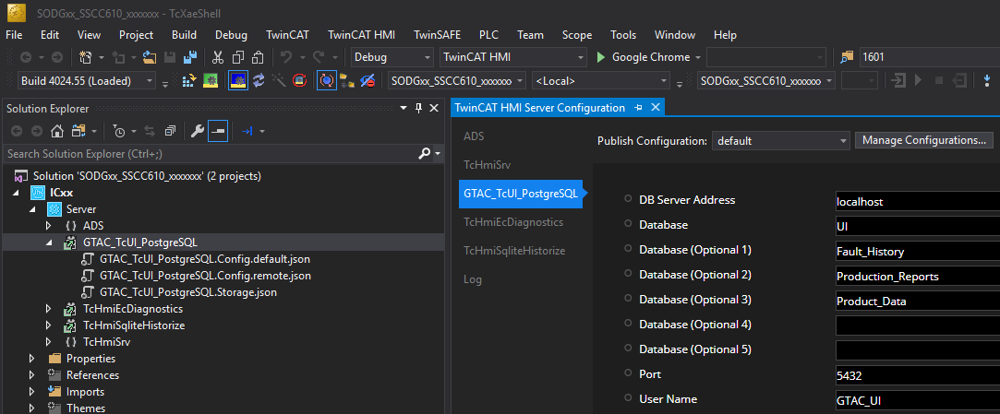 SODGxx_SSCC610_xxxxxxx - TcXaeShell
File Edit View Project Build Debug TwinCAT TwinCAT HMI TwinSAFE PLC Team Scope Tools Window Help
Debug TwinCAT HMI Google Chrome 1601
Build 4024.55 (Loaded) SODGxx_SSCC610_xxxxxxx <Local> SODGxx_SSCC610_xxxxxxx
Solution Explorer
Search Solution Explorer (Ctrl+;)
Solution 'SODGxx_SSCC610_xxxxxxx' (2 projects)
ICxx
Server
ADS
GTAC_TcUI_PostgreSQL
GTAC_TcUI_PostgreSQL.Config.default.json
GTAC_TcUI_PostgreSQL.Config.remote.json
GTAC_TcUI_PostgreSQL.Storage.json
TcHmiEcDiagnostics
TcHmiSqliteHistorize
TcHmiSrv
Properties
References
Imports
Themes
TwinCAT HMI Server Configuration
ADS
TcHmiSrv
GTAC_TcUI_PostgreSQL
TcHmiEcDiagnostics
TcHmiSqliteHistorize
Log
Publish Configuration: default Manage Configurations...
DB Server Address localhost
Database UI
Database (Optional 1) Fault_History
Database (Optional 2) Production_Reports
Database (Optional 3) Product_Data
Database (Optional 4)
Database (Optional 5)
Port 5432
User Name GTAC_UI